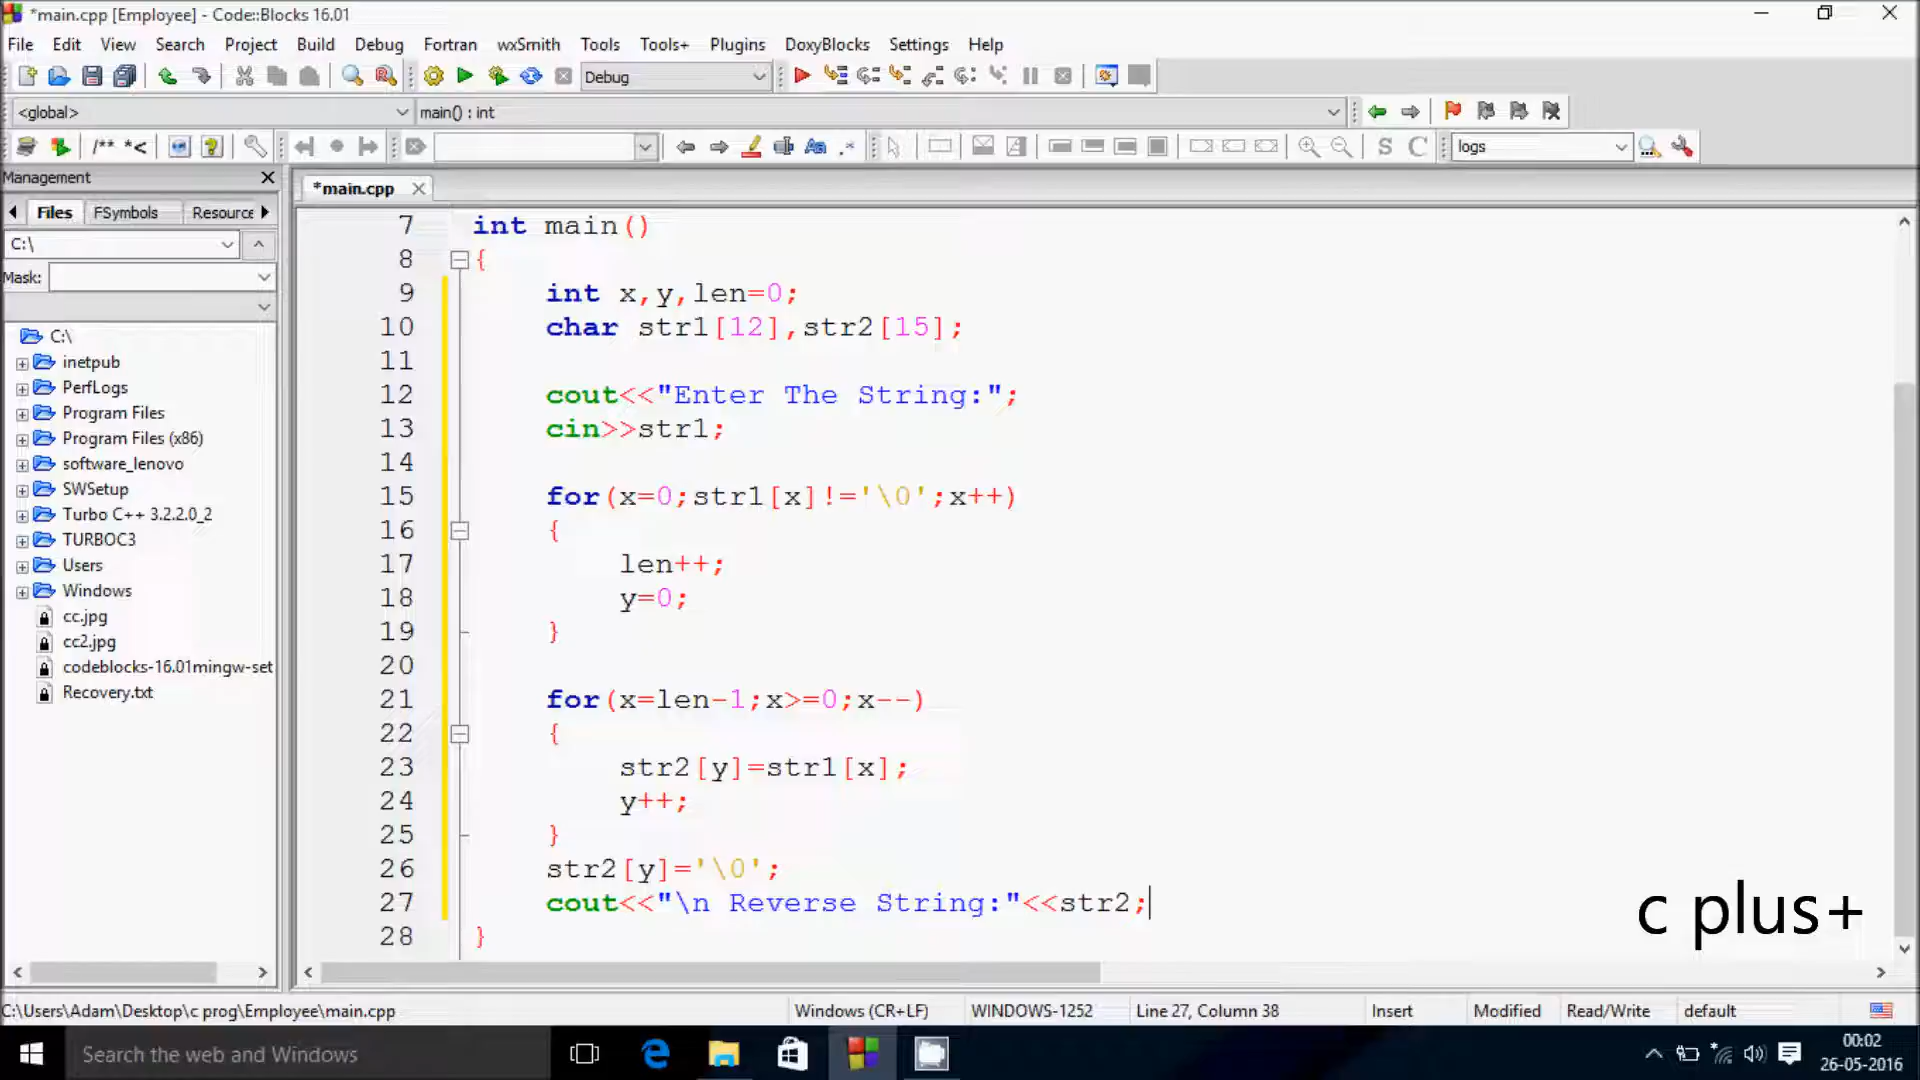 *main.cpp [Employee] - Code::Blocks 16.01
File Edit View Search Project Build Debug Fortran wxSmith Tools Tools+ Plugins DoxyBlocks Settings Help
Debug
<global> main() : int
/** *< S C logs
Management
Files FSymbols Resource
*main.cpp
C:\
Mask:
C:\
inetpub
PerfLogs
Program Files
Program Files (x86)
software_lenovo
SWSetup
Turbo C++ 3.2.2.0_2
TURBOC3
Users
Windows
cc.jpg
cc2.jpg
codeblocks-16.01mingw-set
Recovery.txt
7 int main()
8 {
9 int x,y,len=0;
10 char str1[12],str2[15];
11
12 cout<<"Enter The String:";
13 cin>>str1;
14
15 for(x=0;str1[x]!='\0';x++)
16 {
17 len++;
18 y=0;
19 }
20
21 for(x=len-1;x>=0;x--)
22 {
23 str2[y]=str1[x];
24 y++;
25 }
26 str2[y]='\0';
27 cout<<"\n Reverse String:"<<str2;
28 }
c plus+
C:\Users\Adam\Desktop\c prog\Employee\main.cpp Windows (CR+LF) WINDOWS-1252 Line 27, Column 38 Insert Modified Read/Write default
Search the web and Windows
00:02
26-05-2016